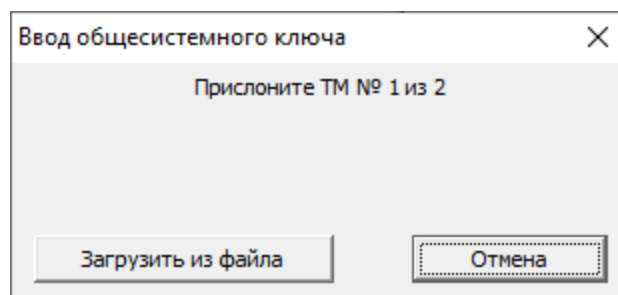 Ввод общесистемного ключа
Прислоните ТМ № 1 из 2
Загрузить из файла
Отмена